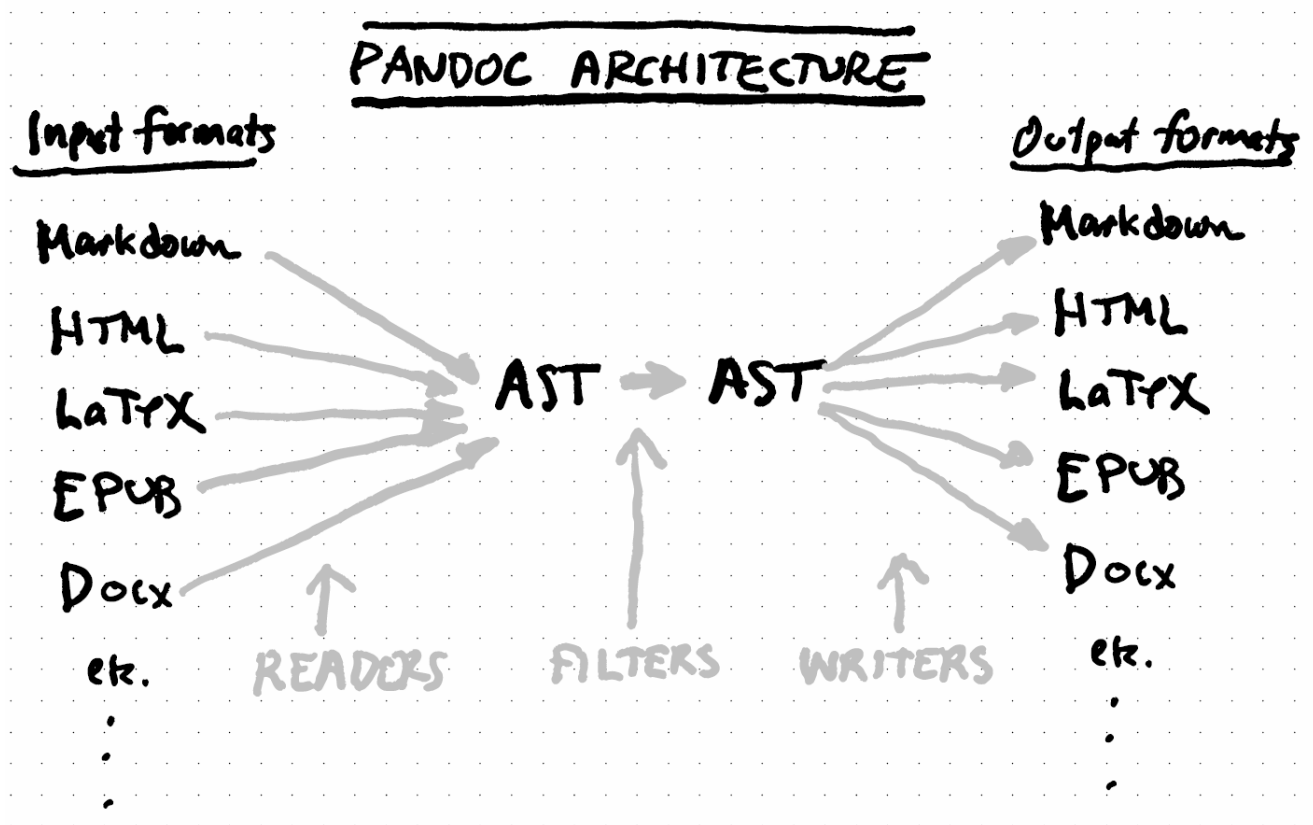 PANDOC ARCHITECTURE
Input formats
Markdown
HTML
LaTeX
EPUB
Docx
etc.
AST
AST
READERS
FILTERS
WRITERS
Output formats
Markdown
HTML
LaTeX
EPUB
Docx
etc.